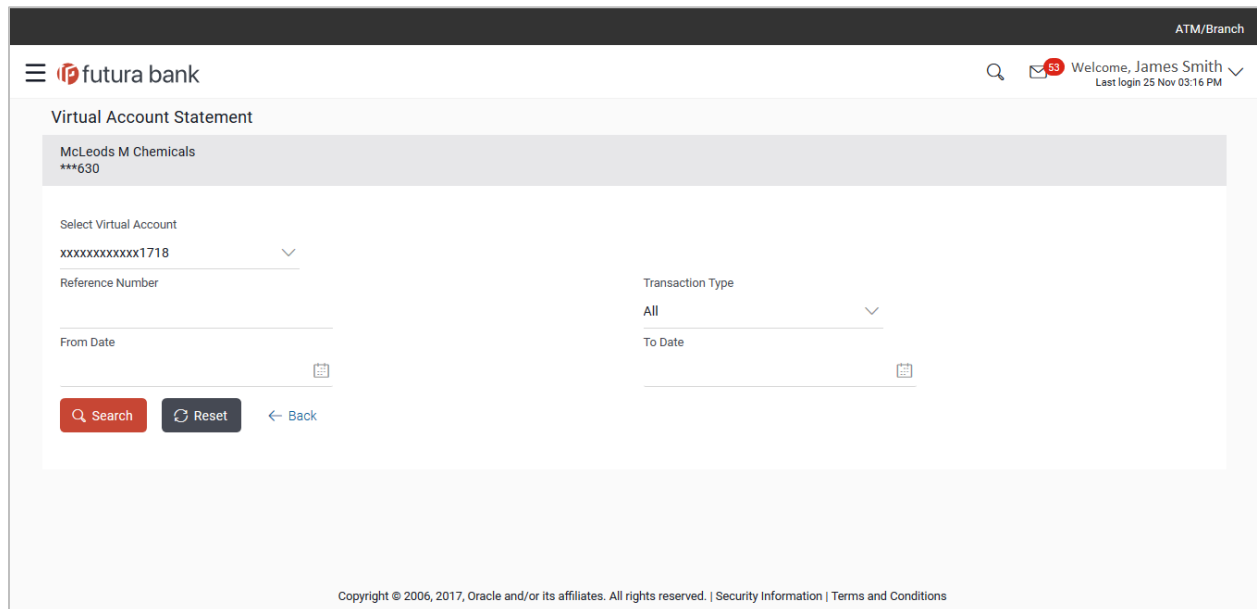 ATM/Branch
futura bank
53
Welcome, James Smith
Last login 25 Nov 03:16 PM
Virtual Account Statement
McLeods M Chemicals
***630
Select Virtual Account
xxxxxxxxxxxx1718
Reference Number
Transaction Type
All
From Date
To Date
Search
Reset
Back
Copyright © 2006, 2017, Oracle and/or its affiliates. All rights reserved. | Security Information | Terms and Conditions